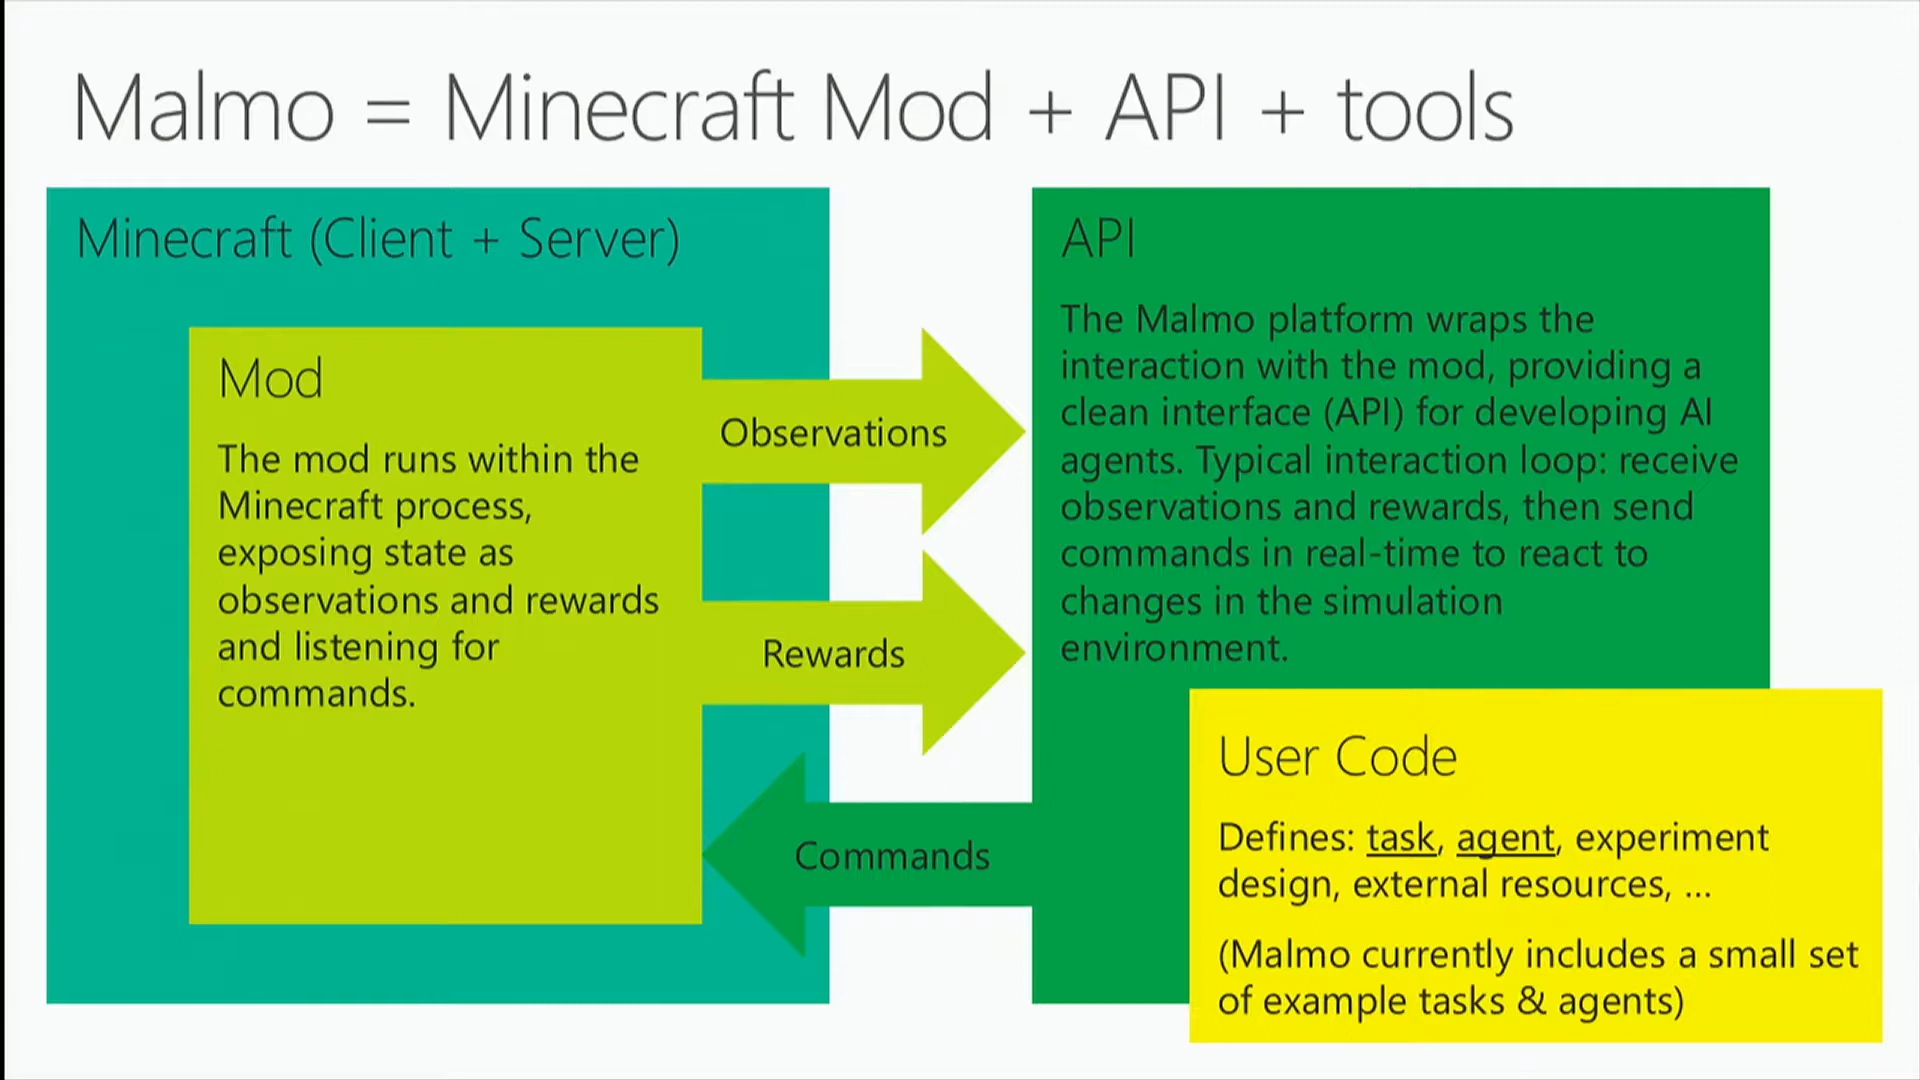 Malmo = Minecraft Mod + API + tools
Minecraft (Client + Server)
Mod
The mod runs within the
Minecraft process,
exposing state as
observations and rewards
and listening for
commands.
Observations
Rewards
Commands
API
The Malmo platform wraps the
interaction with the mod, providing a
clean interface (API) for developing AI
agents. Typical interaction loop: receive
observations and rewards, then send
commands in real-time to react to
changes in the simulation
environment.
User Code
Defines: task, agent, experiment
design, external resources, ...
(Malmo currently includes a small set
of example tasks & agents)